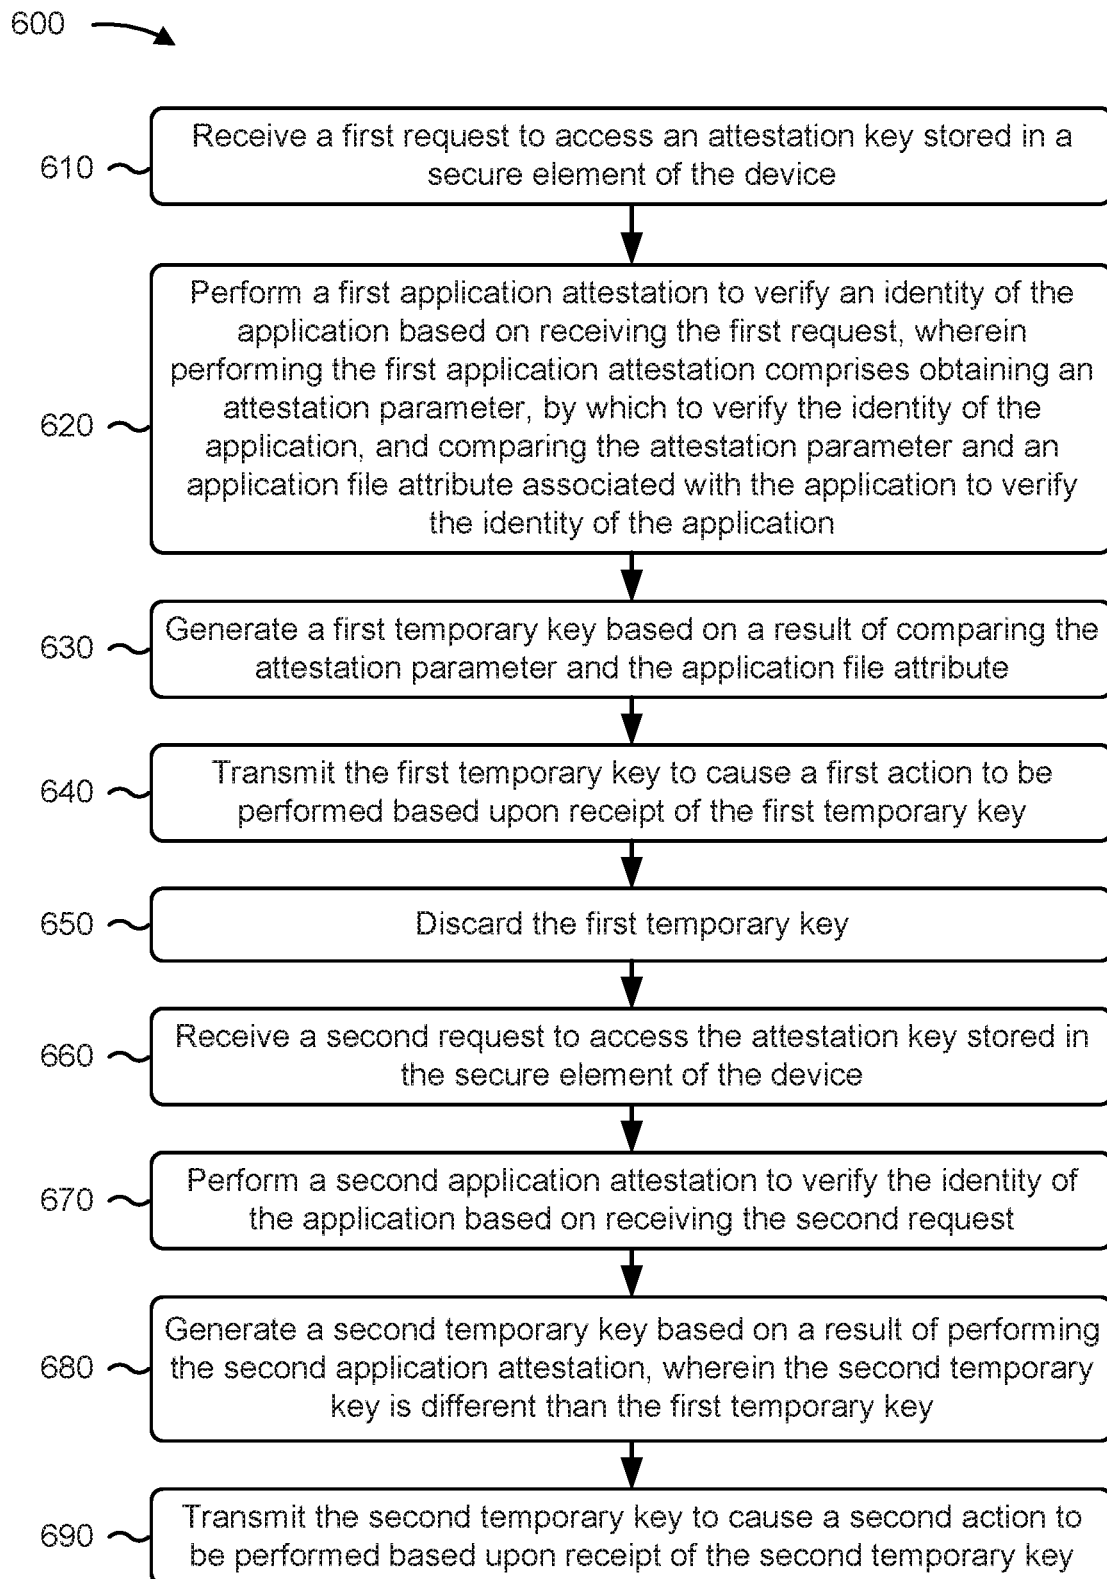 600
610
Receive a first request to access an attestation key stored in a
secure element of the device
620
Perform a first application attestation to verify an identity of the
application based on receiving the first request, wherein
performing the first application attestation comprises obtaining an
attestation parameter, by which to verify the identity of the
application, and comparing the attestation parameter and an
application file attribute associated with the application to verify
the identity of the application
630
Generate a first temporary key based on a result of comparing the
attestation parameter and the application file attribute
640
Transmit the first temporary key to cause a first action to be
performed based upon receipt of the first temporary key
650
Discard the first temporary key
660
Receive a second request to access the attestation key stored in
the secure element of the device
670
Perform a second application attestation to verify the identity of
the application based on receiving the second request
680
Generate a second temporary key based on a result of performing
the second application attestation, wherein the second temporary
key is different than the first temporary key
690
Transmit the second temporary key to cause a second action to
be performed based upon receipt of the second temporary key